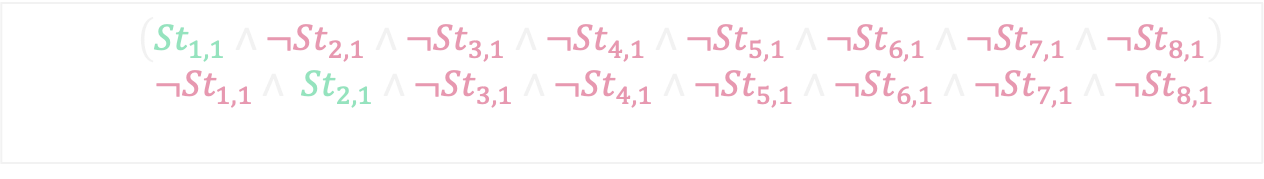 (St1,1 ∧ ¬St2,1 ∧ ¬St3,1 ∧ ¬St4,1 ∧ ¬St5,1 ∧ ¬St6,1 ∧ ¬St7,1 ∧ ¬St8,1)
¬St1,1 ∧ St2,1 ∧ ¬St3,1 ∧ ¬St4,1 ∧ ¬St5,1 ∧ ¬St6,1 ∧ ¬St7,1 ∧ ¬St8,1